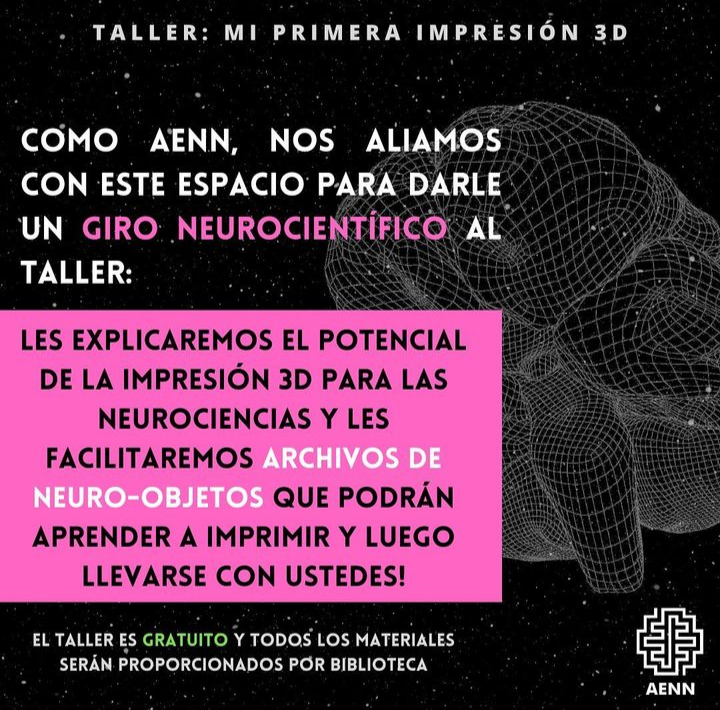 TALLER: MI PRIMERA IMPRESIÓN 3D
COMO AENN, NOS ALIAMOS
CON ESTE ESPACIO PARA DARLE
UN GIRO NEUROCIENTÍFICO AL
TALLER:
LES EXPLICAREMOS EL POTENCIAL
DE LA IMPRESIÓN 3D PARA LAS
NEUROCIENCIAS Y LES
FACILITAREMOS ARCHIVOS DE
NEURO-OBJETOS QUE PODRÁN
APRENDER A IMPRIMIR Y LUEGO
LLEVARSE CON USTEDES!
EL TALLER ES GRATUITO Y TODOS LOS MATERIALES
SERÁN PROPORCIONADOS POR BIBLIOTECA
AENN